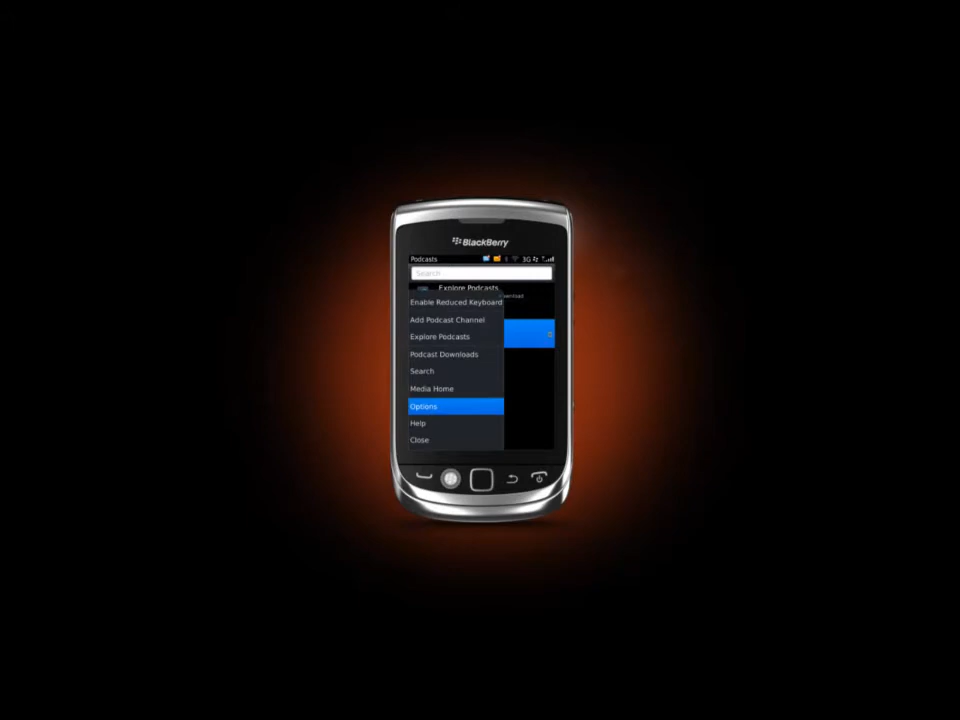 BlackBerry
Podcasts
3G
Search
Explore Podcasts
Enable Reduced Keyboard
Add Podcast Channel
Explore Podcasts
Podcast Downloads
Search
Media Home
Options
Help
Close